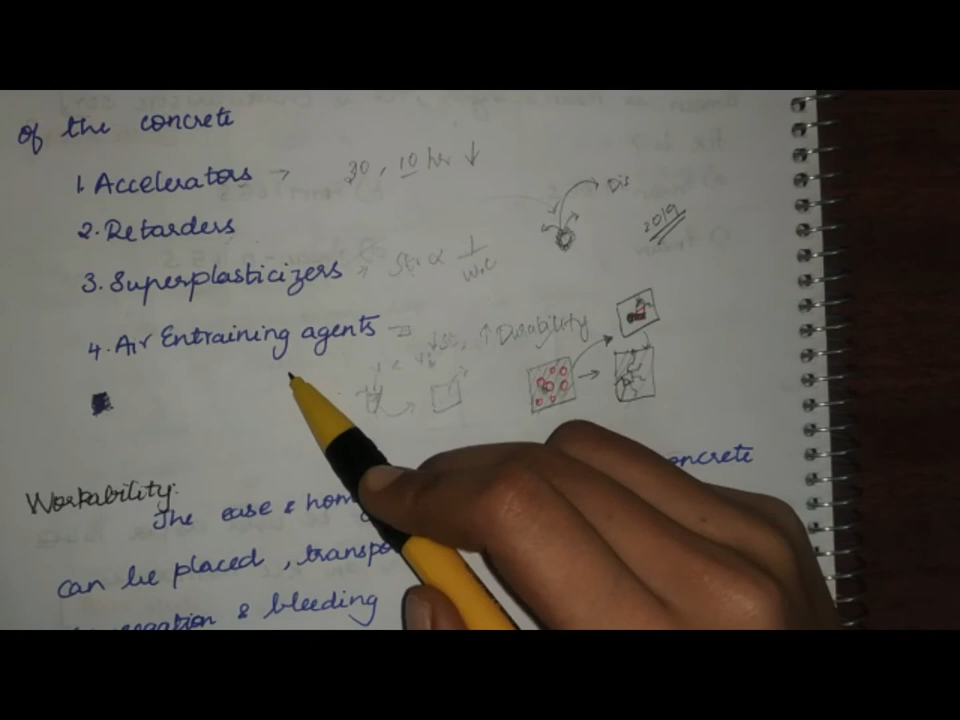 of the concrete
1. Accelerators → 30, 10 hr ↓
Dis
2019
2. Retarders
3. Superplasticizers → Str ∝ 1/w.c
4. Air Entraining agents ⇒ ↑ Durability
Workability:
concrete
The ease & hom
can be placed, transpo
& bleeding